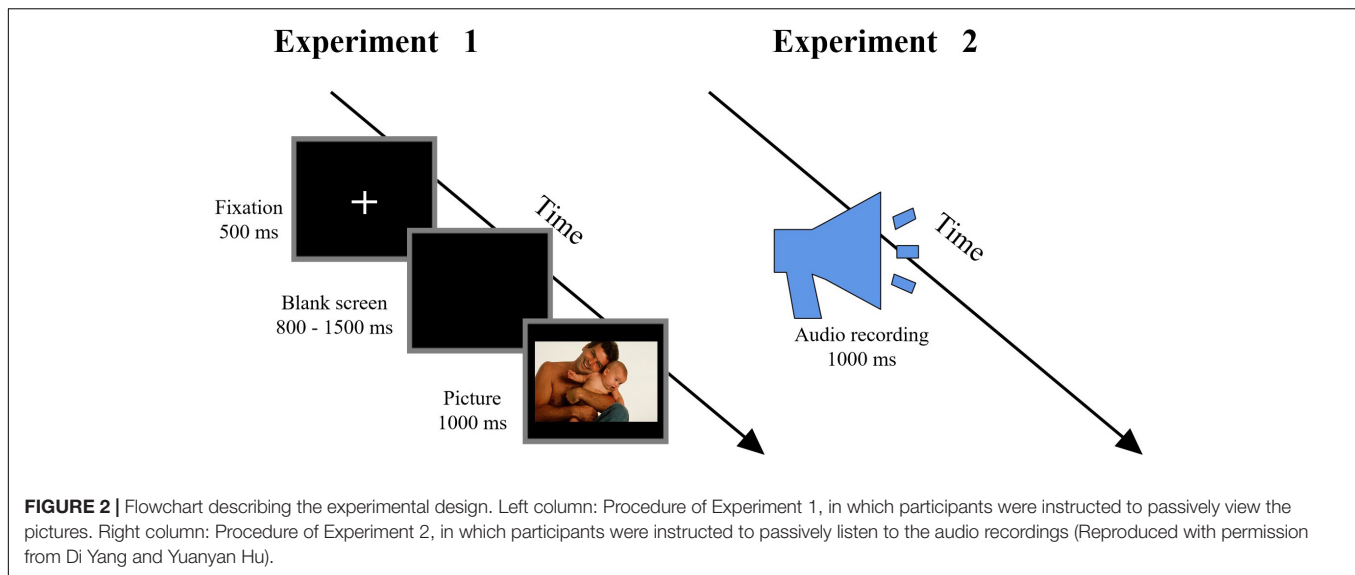 Experiment 1
Experiment 2
Fixation
500 ms
Time
Blank screen
800 - 1500 ms
Picture
1000 ms
Time
Audio recording
1000 ms
FIGURE 2 | Flowchart describing the experimental design. Left column: Procedure of Experiment 1, in which participants were instructed to passively view the
pictures. Right column: Procedure of Experiment 2, in which participants were instructed to passively listen to the audio recordings (Reproduced with permission
from Di Yang and Yuanyan Hu).